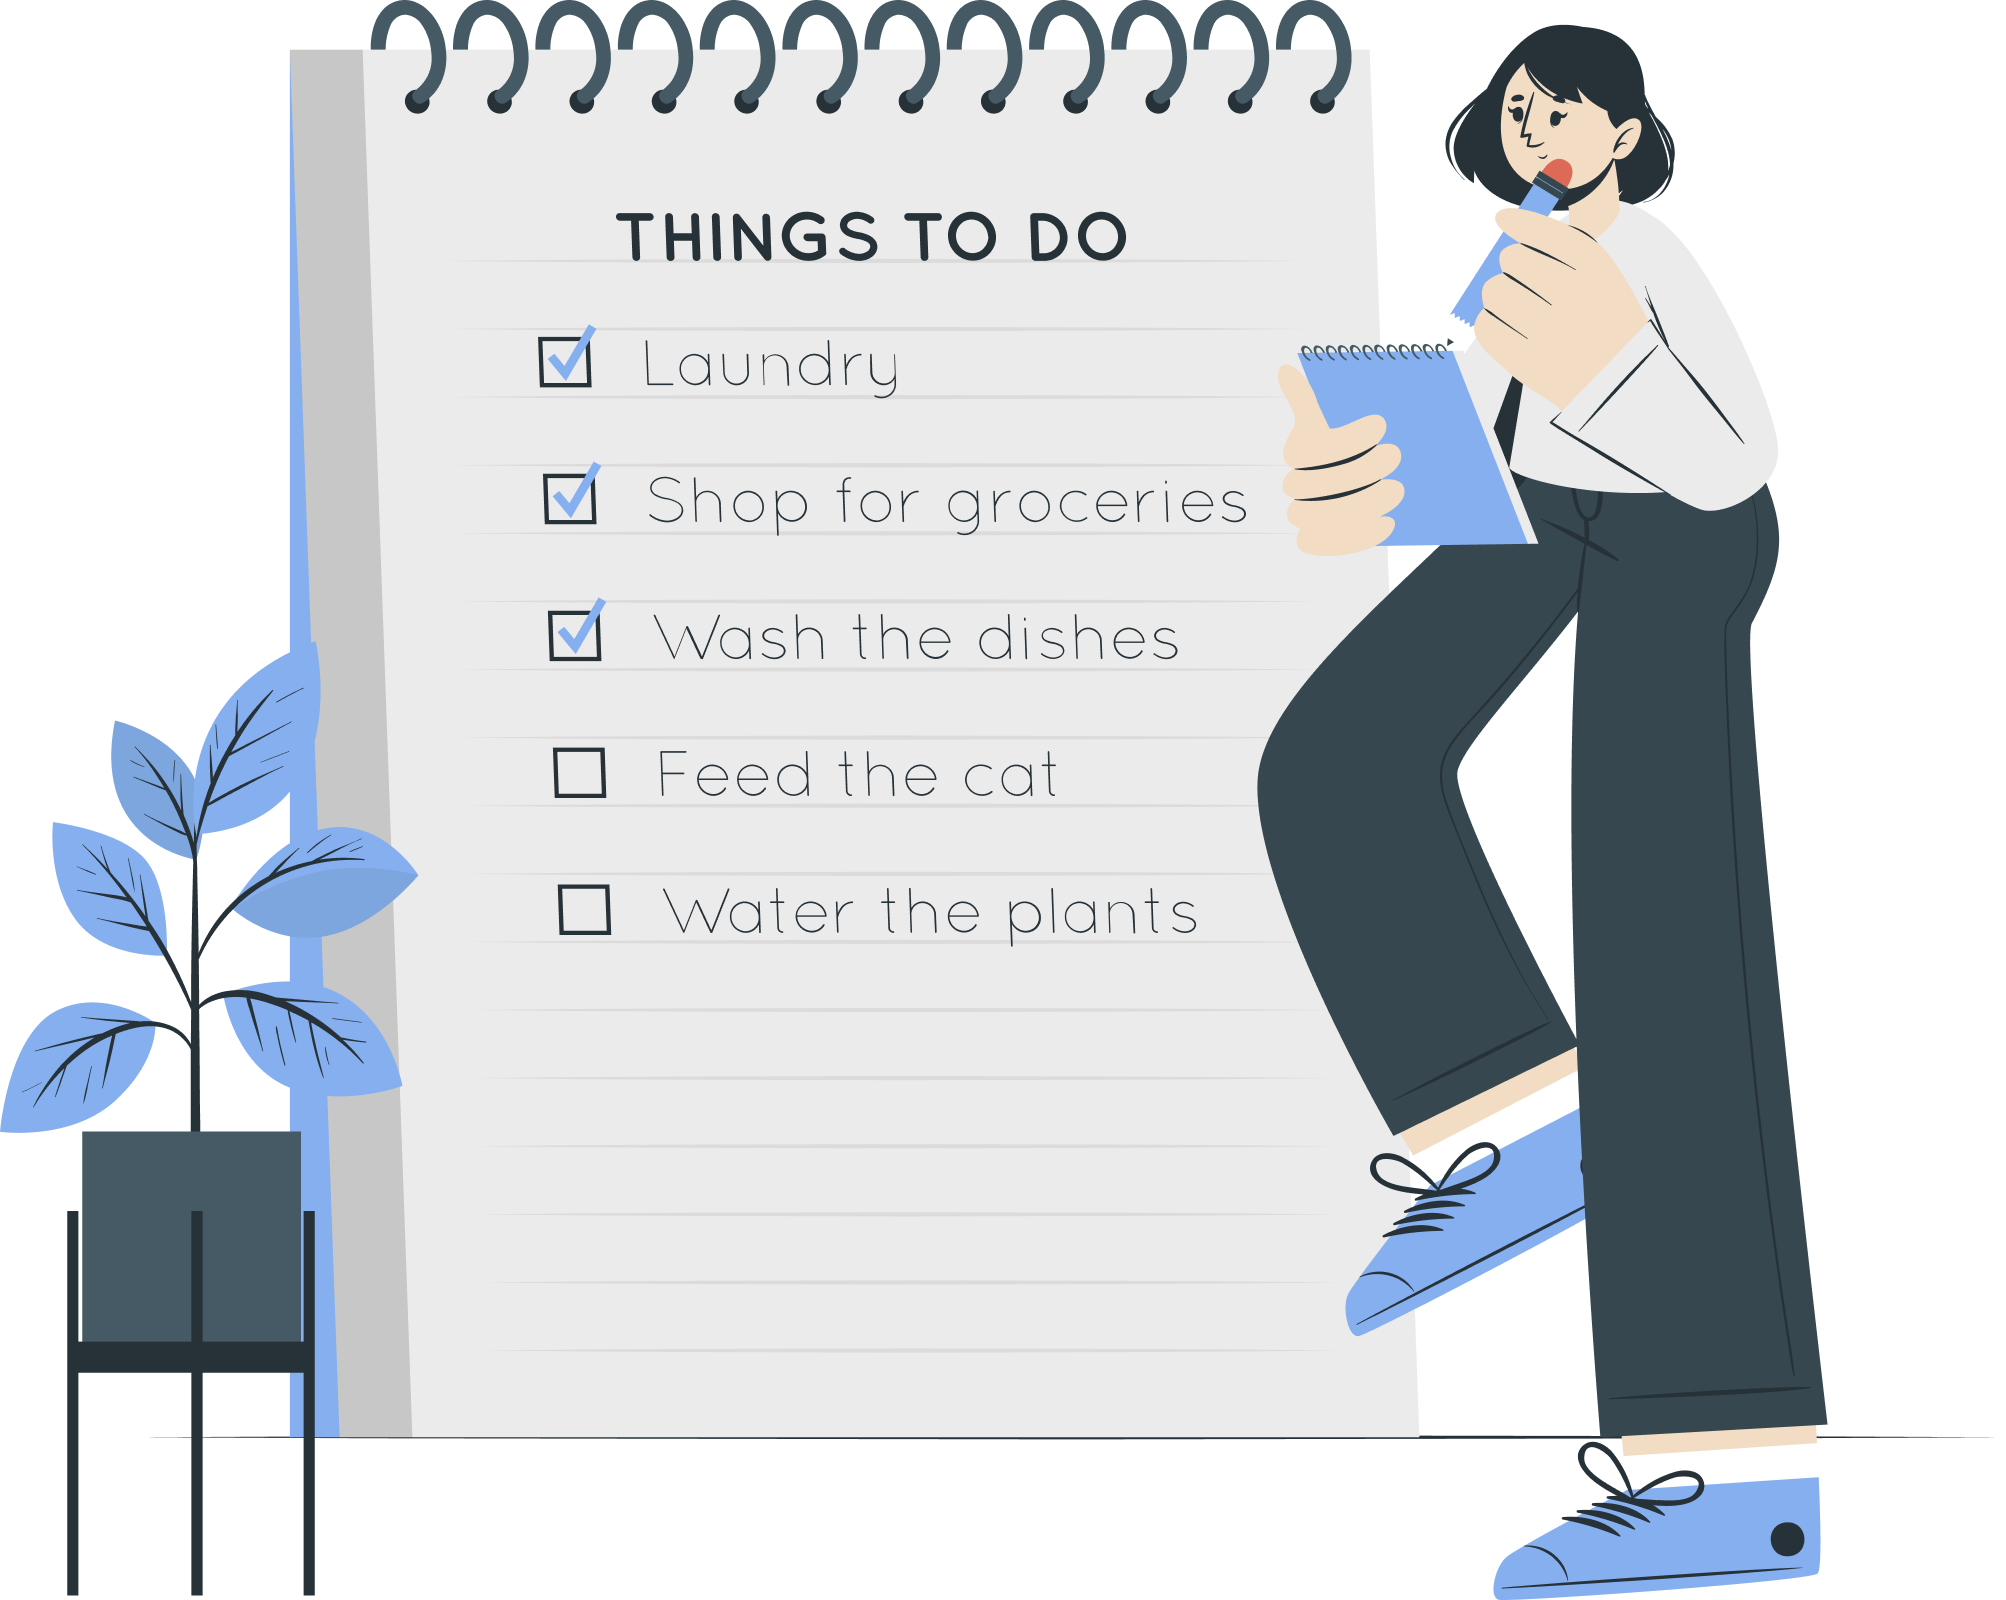 THINGS TO DO
Laundry
Shop for groceries
Wash the dishes
Feed the cat
Water the plants